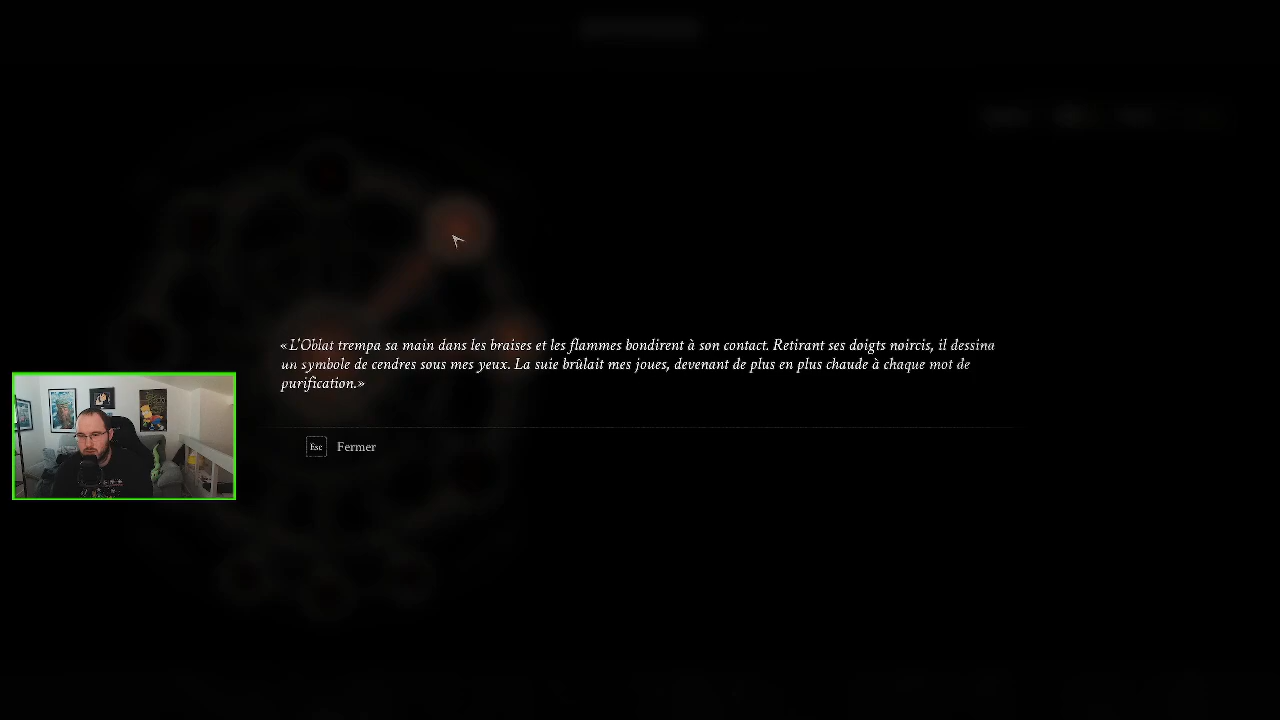 « L'Oblat trempa sa main dans les braises et les flammes bondirent à son contact. Retirant ses doigts noircis, il dessina
un symbole de cendres sous mes yeux. La suie brûlait mes joues, devenant de plus en plus chaude à chaque mot de
purification.»
Esc Fermer